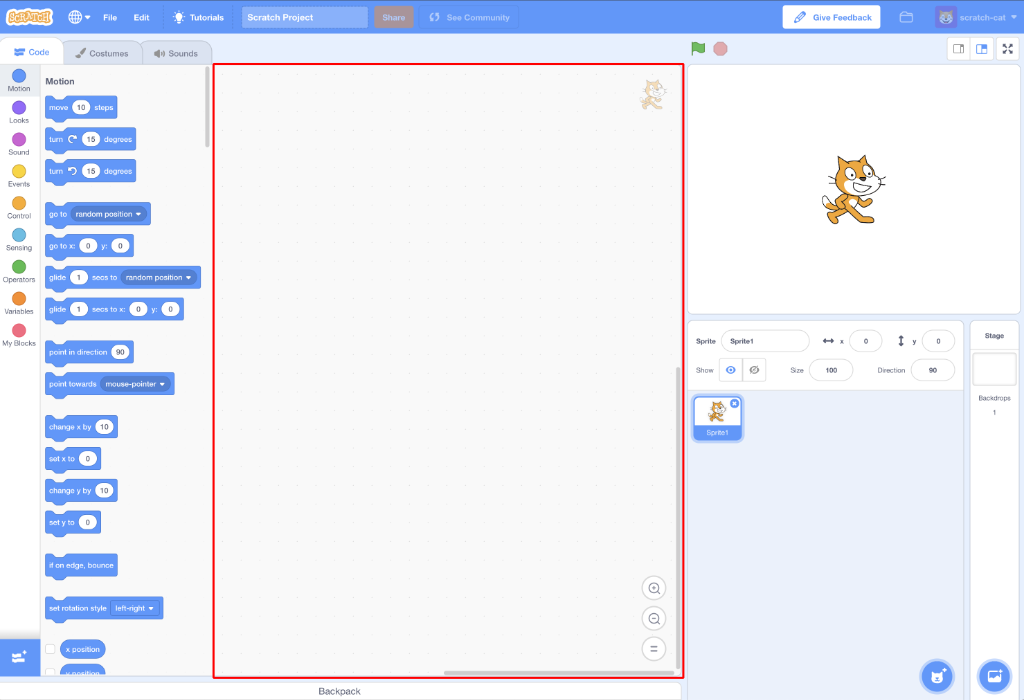 SCRATCH File Edit Tutorials Scratch Project Share See Community Give Feedback scratch-cat
Code Costumes Sounds
Motion
Looks
Sound
Events
Control
Sensing
Operators
Variables
My Blocks
Motion
move 10 steps
turn 15 degrees
turn 15 degrees
go to random position
go to x: 0 y: 0
glide 1 secs to random position
glide 1 secs to x: 0 y: 0
point in direction 90
point towards mouse-pointer
change x by 10
set x to 0
change y by 10
set y to 0
if on edge, bounce
set rotation style left-right
x position
y position
Backpack
Sprite Sprite1 x 0 y 0
Show Size 100 Direction 90
Sprite1
Stage
Backdrops
1